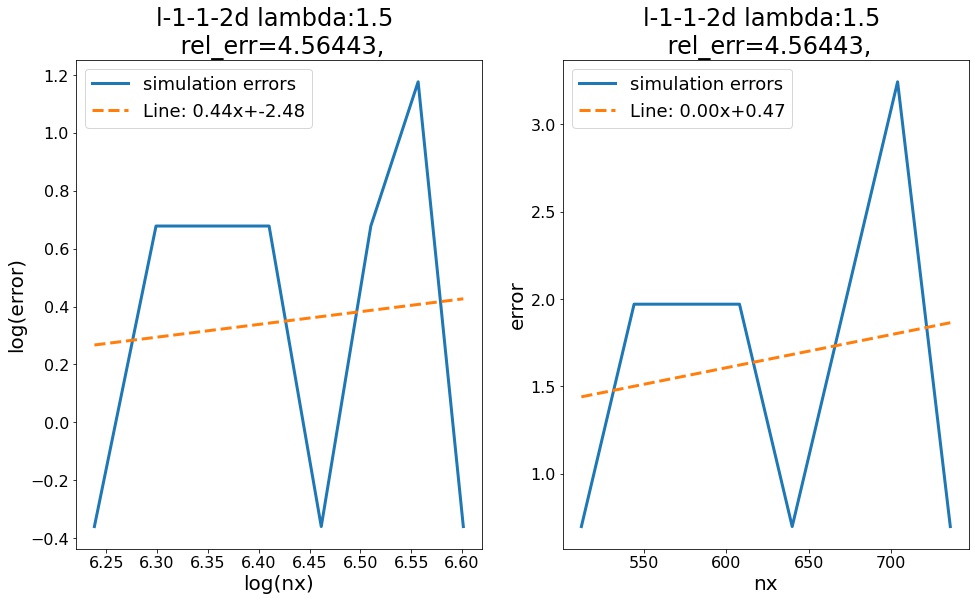 l-1-1-2d lambda:1.5
rel_err=4.56443,
simulation errors
Line: 0.44x+-2.48
1.2
1.0
0.8
0.6
0.4
0.2
0.0
−0.2
−0.4
log(error)
6.25 6.30 6.35 6.40 6.45 6.50 6.55 6.60
log(nx)
l-1-1-2d lambda:1.5
rel_err=4.56443,
simulation errors
Line: 0.00x+0.47
3.0
2.5
2.0
1.5
1.0
error
550 600 650 700
nx